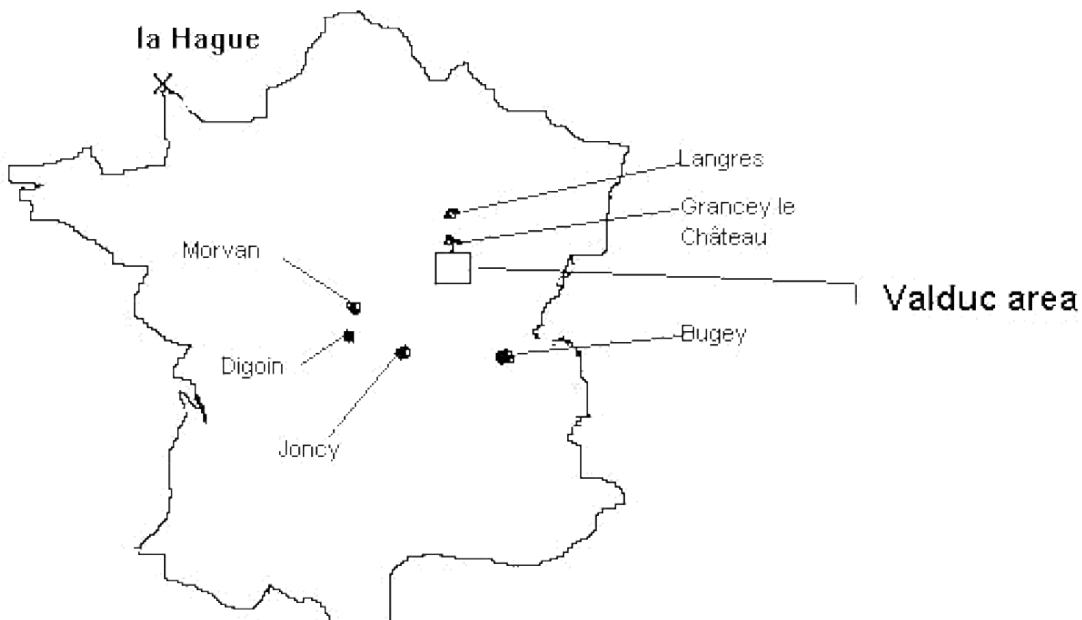 la Hague
Langres
Grancey le
Château
Morvan
Valduc area
Bugey
Digoin
Joncy